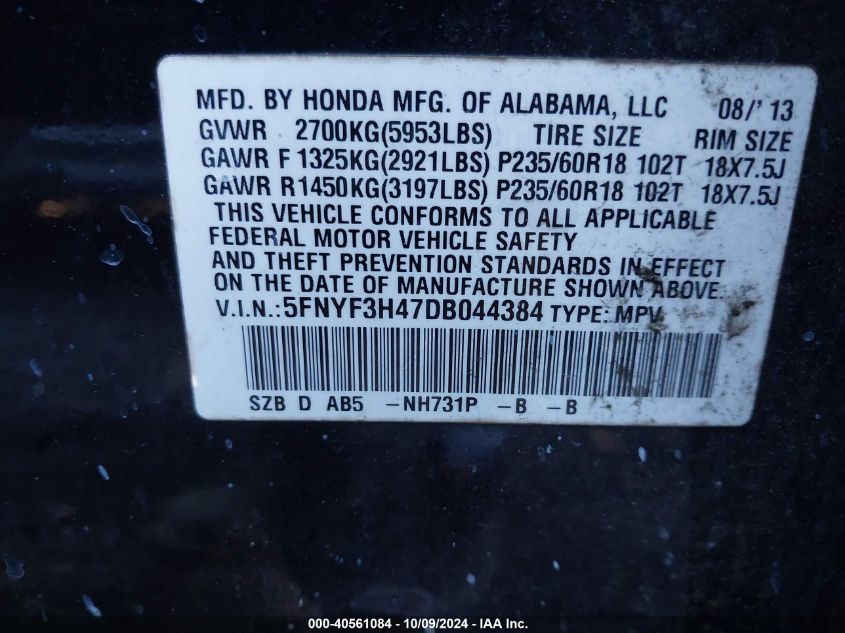 MFD. BY HONDA MFG. OF ALABAMA, LLC 08/'13
GVWR 2700KG(5953LBS) TIRE SIZE RIM SIZE
GAWR F 1325KG(2921LBS) P235/60R18 102T 18X7.5J
GAWR R1450KG(3197LBS) P235/60R18 102T 18X7.5J
THIS VEHICLE CONFORMS TO ALL APPLICABLE
FEDERAL MOTOR VEHICLE SAFETY
AND THEFT PREVENTION STANDARDS IN EFFECT
ON THE DATE OF MANUFACTURE SHOWN ABOVE.
V.I.N.:5FNYF3H47DB044384 TYPE: MPV
SZB D AB5 -NH731P -B -B
000-40561084 - 10/09/2024 - IAA Inc.